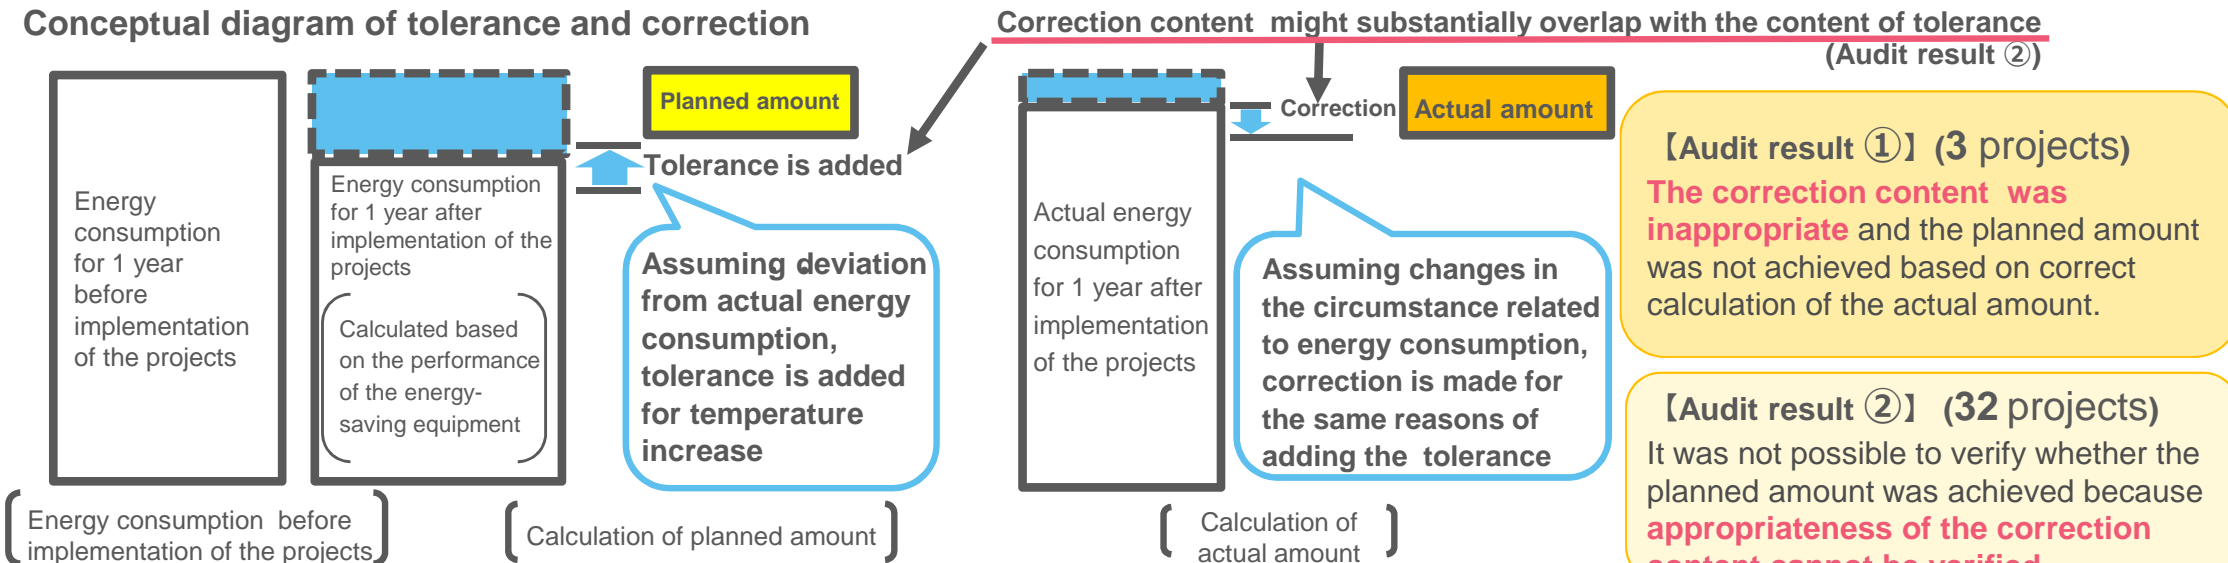 Conceptual diagram of tolerance and correction
Correction content might substantially overlap with the content of tolerance
(Audit result ②)
Energy
consumption
for 1 year
before
implementation
of the projects
Energy consumption
for 1 year after
implementation of the
projects
Calculated based
on the performance
of the energy-
saving equipment
Planned amount
Tolerance is added
Assuming deviation
from actual energy
consumption,
tolerance is added
for temperature
increase
Energy consumption before
implementation of the projects
Calculation of planned amount
Actual energy
consumption
for 1 year after
implementation
of the projects
Correction
Actual amount
Assuming changes in
the circumstance related
to energy consumption,
correction is made for
the same reasons of
adding the tolerance
Calculation of
actual amount
【Audit result ①】 (3 projects)
The correction content was
inappropriate and the planned amount
was not achieved based on correct
calculation of the actual amount.
【Audit result ②】 (32 projects)
It was not possible to verify whether the
planned amount was achieved because
appropriateness of the correction
content cannot be verified